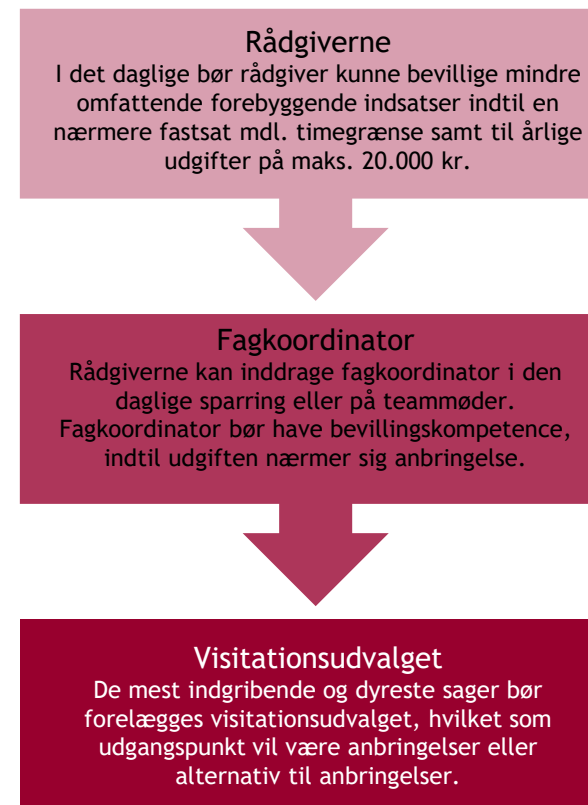 Rådgiverne
I det daglige bør rådgiver kunne bevillige mindre
omfattende forebyggende indsatser indtil en
nærmere fastsat mdl. timegrænse samt til årlige
udgifter på maks. 20.000 kr.
Fagkoordinator
Rådgiverne kan inddrage fagkoordinator i den
daglige sparring eller på teammøder.
Fagkoordinator bør have bevillingskompetence,
indtil udgiften nærmer sig anbringelse.
Visitationsudvalget
De mest indgribende og dyreste sager bør
forelægges visitationsudvalget, hvilket som
udgangspunkt vil være anbringelser eller
alternativ til anbringelser.